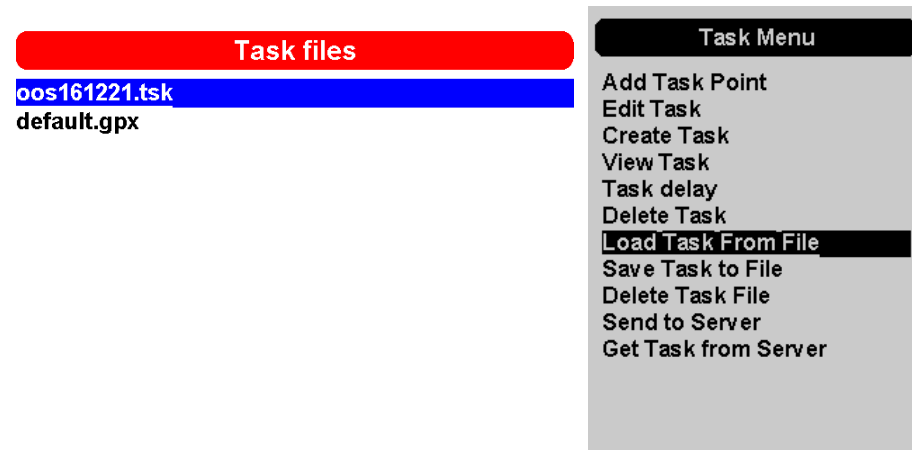 Task files
oos161221.tsk
default.gpx
Task Menu
Add Task Point
Edit Task
Create Task
View Task
Task delay
Delete Task
Load Task From File
Save Task to File
Delete Task File
Send to Server
Get Task from Server